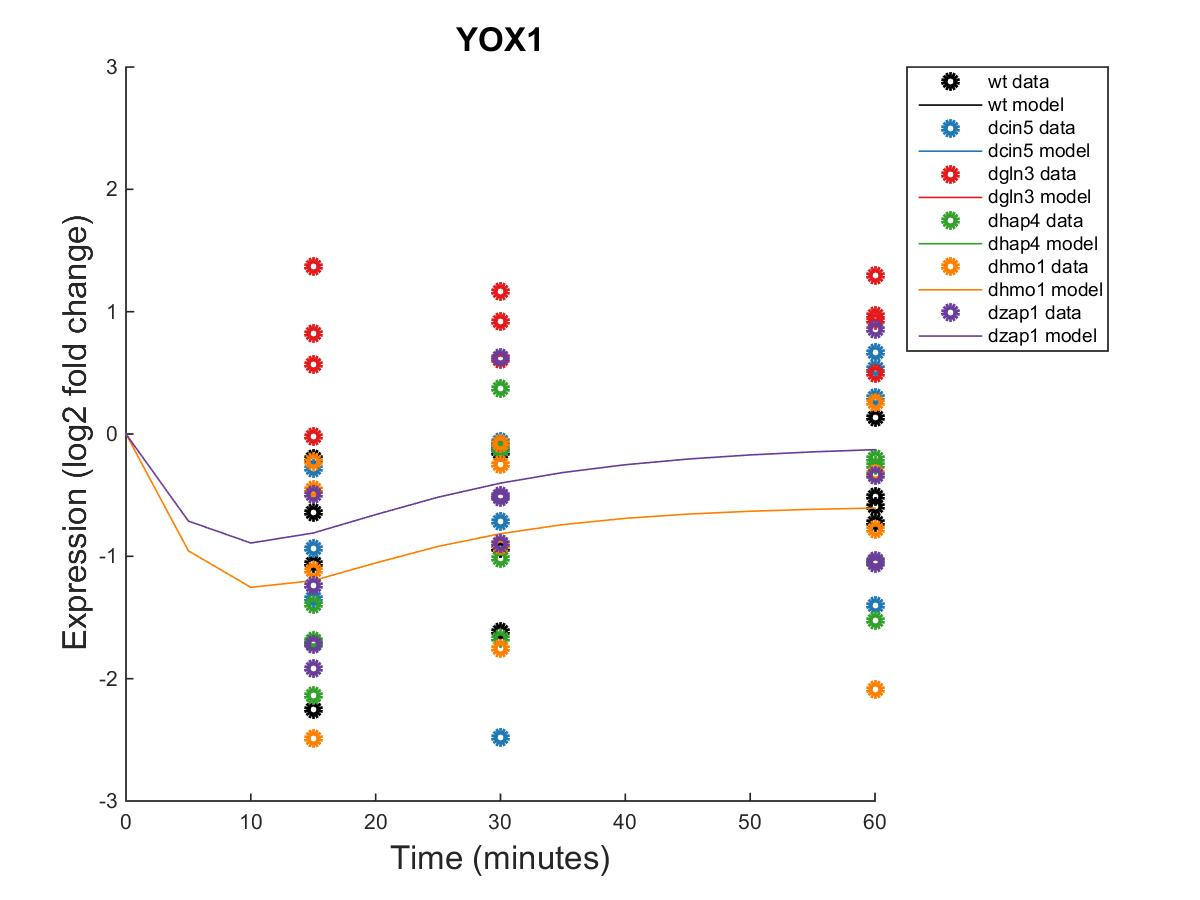 YOX1
Expression (log2 fold change)
3
2
1
0
-1
-2
-3
0 10 20 30 40 50 60
Time (minutes)
wt data
wt model
dcin5 data
dcin5 model
dgln3 data
dgln3 model
dhap4 data
dhap4 model
dhmo1 data
dhmo1 model
dzap1 data
dzap1 model